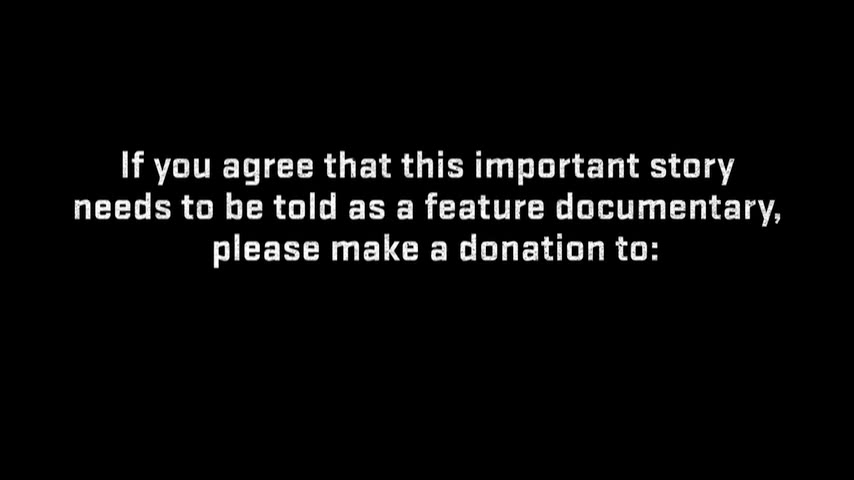 If you agree that this important story
needs to be told as a feature documentary,
please make a donation to: